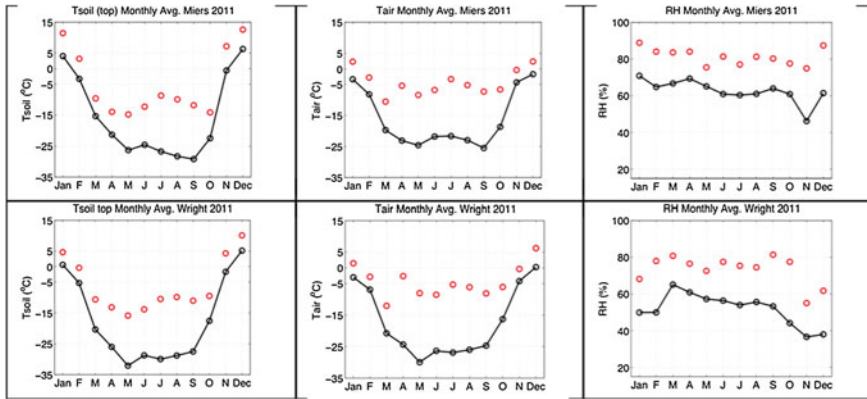 Tsoil (top) Monthly Avg. Miers 2011
Tsoil (°C)
15
5
-5
-15
-25
-35
Jan F M A M J J A S O N Dec
Tair Monthly Avg. Miers 2011
Tair (°C)
15
5
0
-5
-15
-25
-35
Jan F M A M J J A S O N Dec
RH Monthly Avg. Miers 2011
RH (%)
100
80
60
40
20
Jan F M A M J J A S O N Dec
Tsoil top Monthly Avg. Wright 2011
Tsoil (°C)
15
5
-5
-15
-25
-35
Jan F M A M J J A S O N Dec
Tair Monthly Avg. Wright 2011
Tair (°C)
15
5
0
-5
-15
-25
-35
Jan F M A M J J A S O N Dec
RH Monthly Avg. Wright 2011
RH (%)
100
80
60
40
20
Jan F M A M J J A S O N Dec